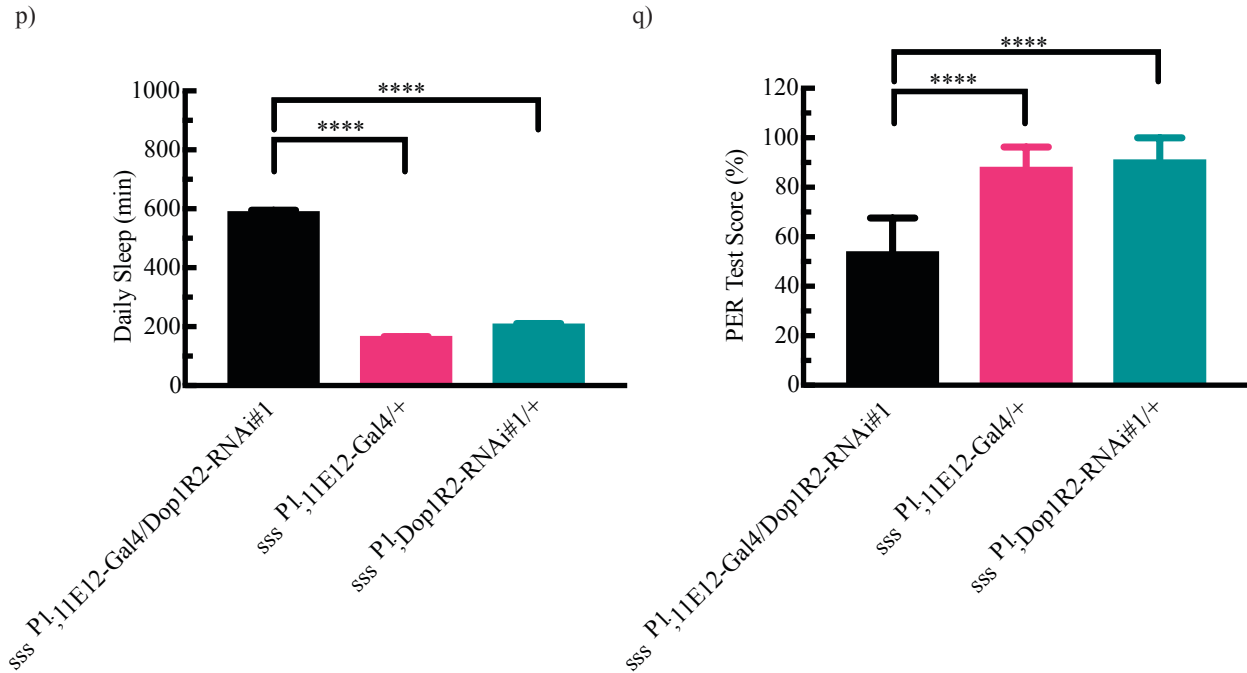 p)
1000
800
600
400
200
0
Daily Sleep (min)
****
****
sss P1;,11E12-Gal4/Dop1R2-RNAi#1
sss P1;,11E12-Gal4/+
sss P1;,Dop1R2-RNAi#1/+
q)
120
100
80
60
40
20
0
PER Test Score (%)
****
****
sss P1;,11E12-Gal4/Dop1R2-RNAi#1
sss P1;,11E12-Gal4/+
sss P1;,Dop1R2-RNAi#1/+